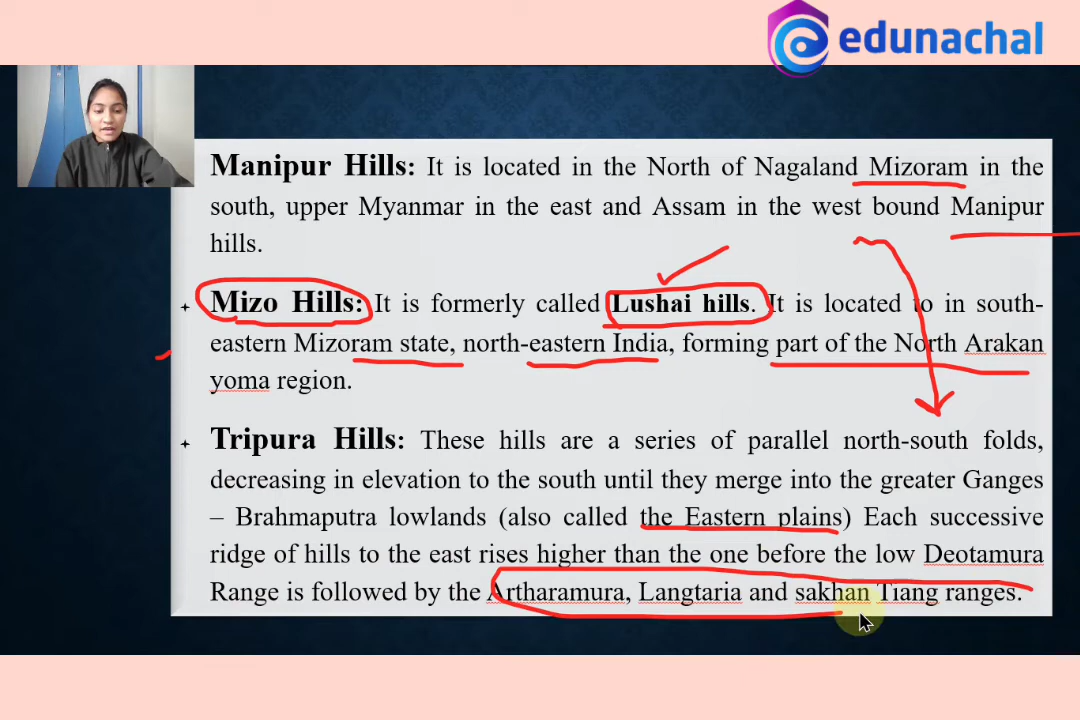 edunachal
Manipur Hills: It is located in the North of Nagaland Mizoram in the
south, upper Myanmar in the east and Assam in the west bound Manipur
hills.
Mizo Hills: It is formerly called Lushai hills. It is located to in south-
eastern Mizoram state, north-eastern India, forming part of the North Arakan
yoma region.
Tripura Hills: These hills are a series of parallel north-south folds,
decreasing in elevation to the south until they merge into the greater Ganges
– Brahmaputra lowlands (also called the Eastern plains) Each successive
ridge of hills to the east rises higher than the one before the low Deotamura
Range is followed by the Artharamura, Langtaria and sakhan Tiang ranges.